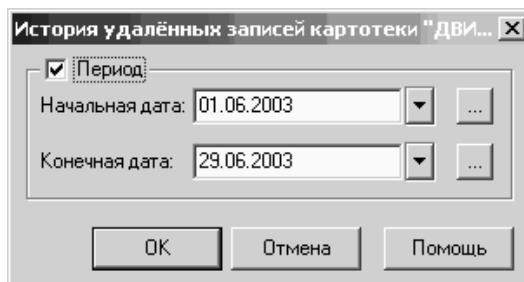 История удалённых записей картотеки "ДВИ...
Период
Начальная дата: 01.06.2003 ...
Конечная дата: 29.06.2003 ...
OK Отмена Помощь